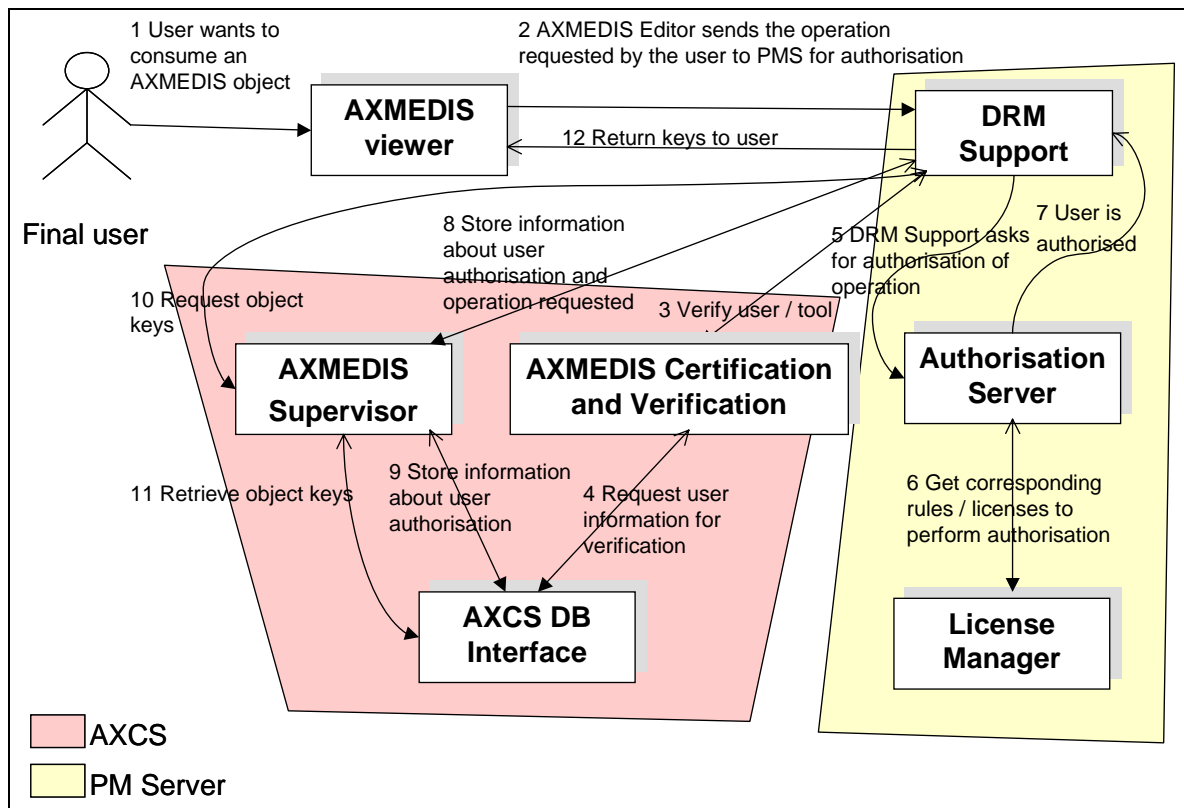 1 User wants to
consume an
AXMEDIS object
2 AXMEDIS Editor sends the operation
requested by the user to PMS for authorisation
AXMEDIS
viewer
DRM
Support
12 Return keys to user
Final user
8 Store information
about user
authorisation and
operation requested
7 User is
authorised
5 DRM Support asks
for authorisation of
operation
10 Request object
keys
3 Verify user / tool
AXMEDIS
Supervisor
AXMEDIS Certification
and Verification
Authorisation
Server
11 Retrieve object keys
9 Store information
about user
authorisation
4 Request user
information for
verification
6 Get corresponding
rules / licenses to
perform authorisation
AXCS DB
Interface
License
Manager
AXCS
PM Server